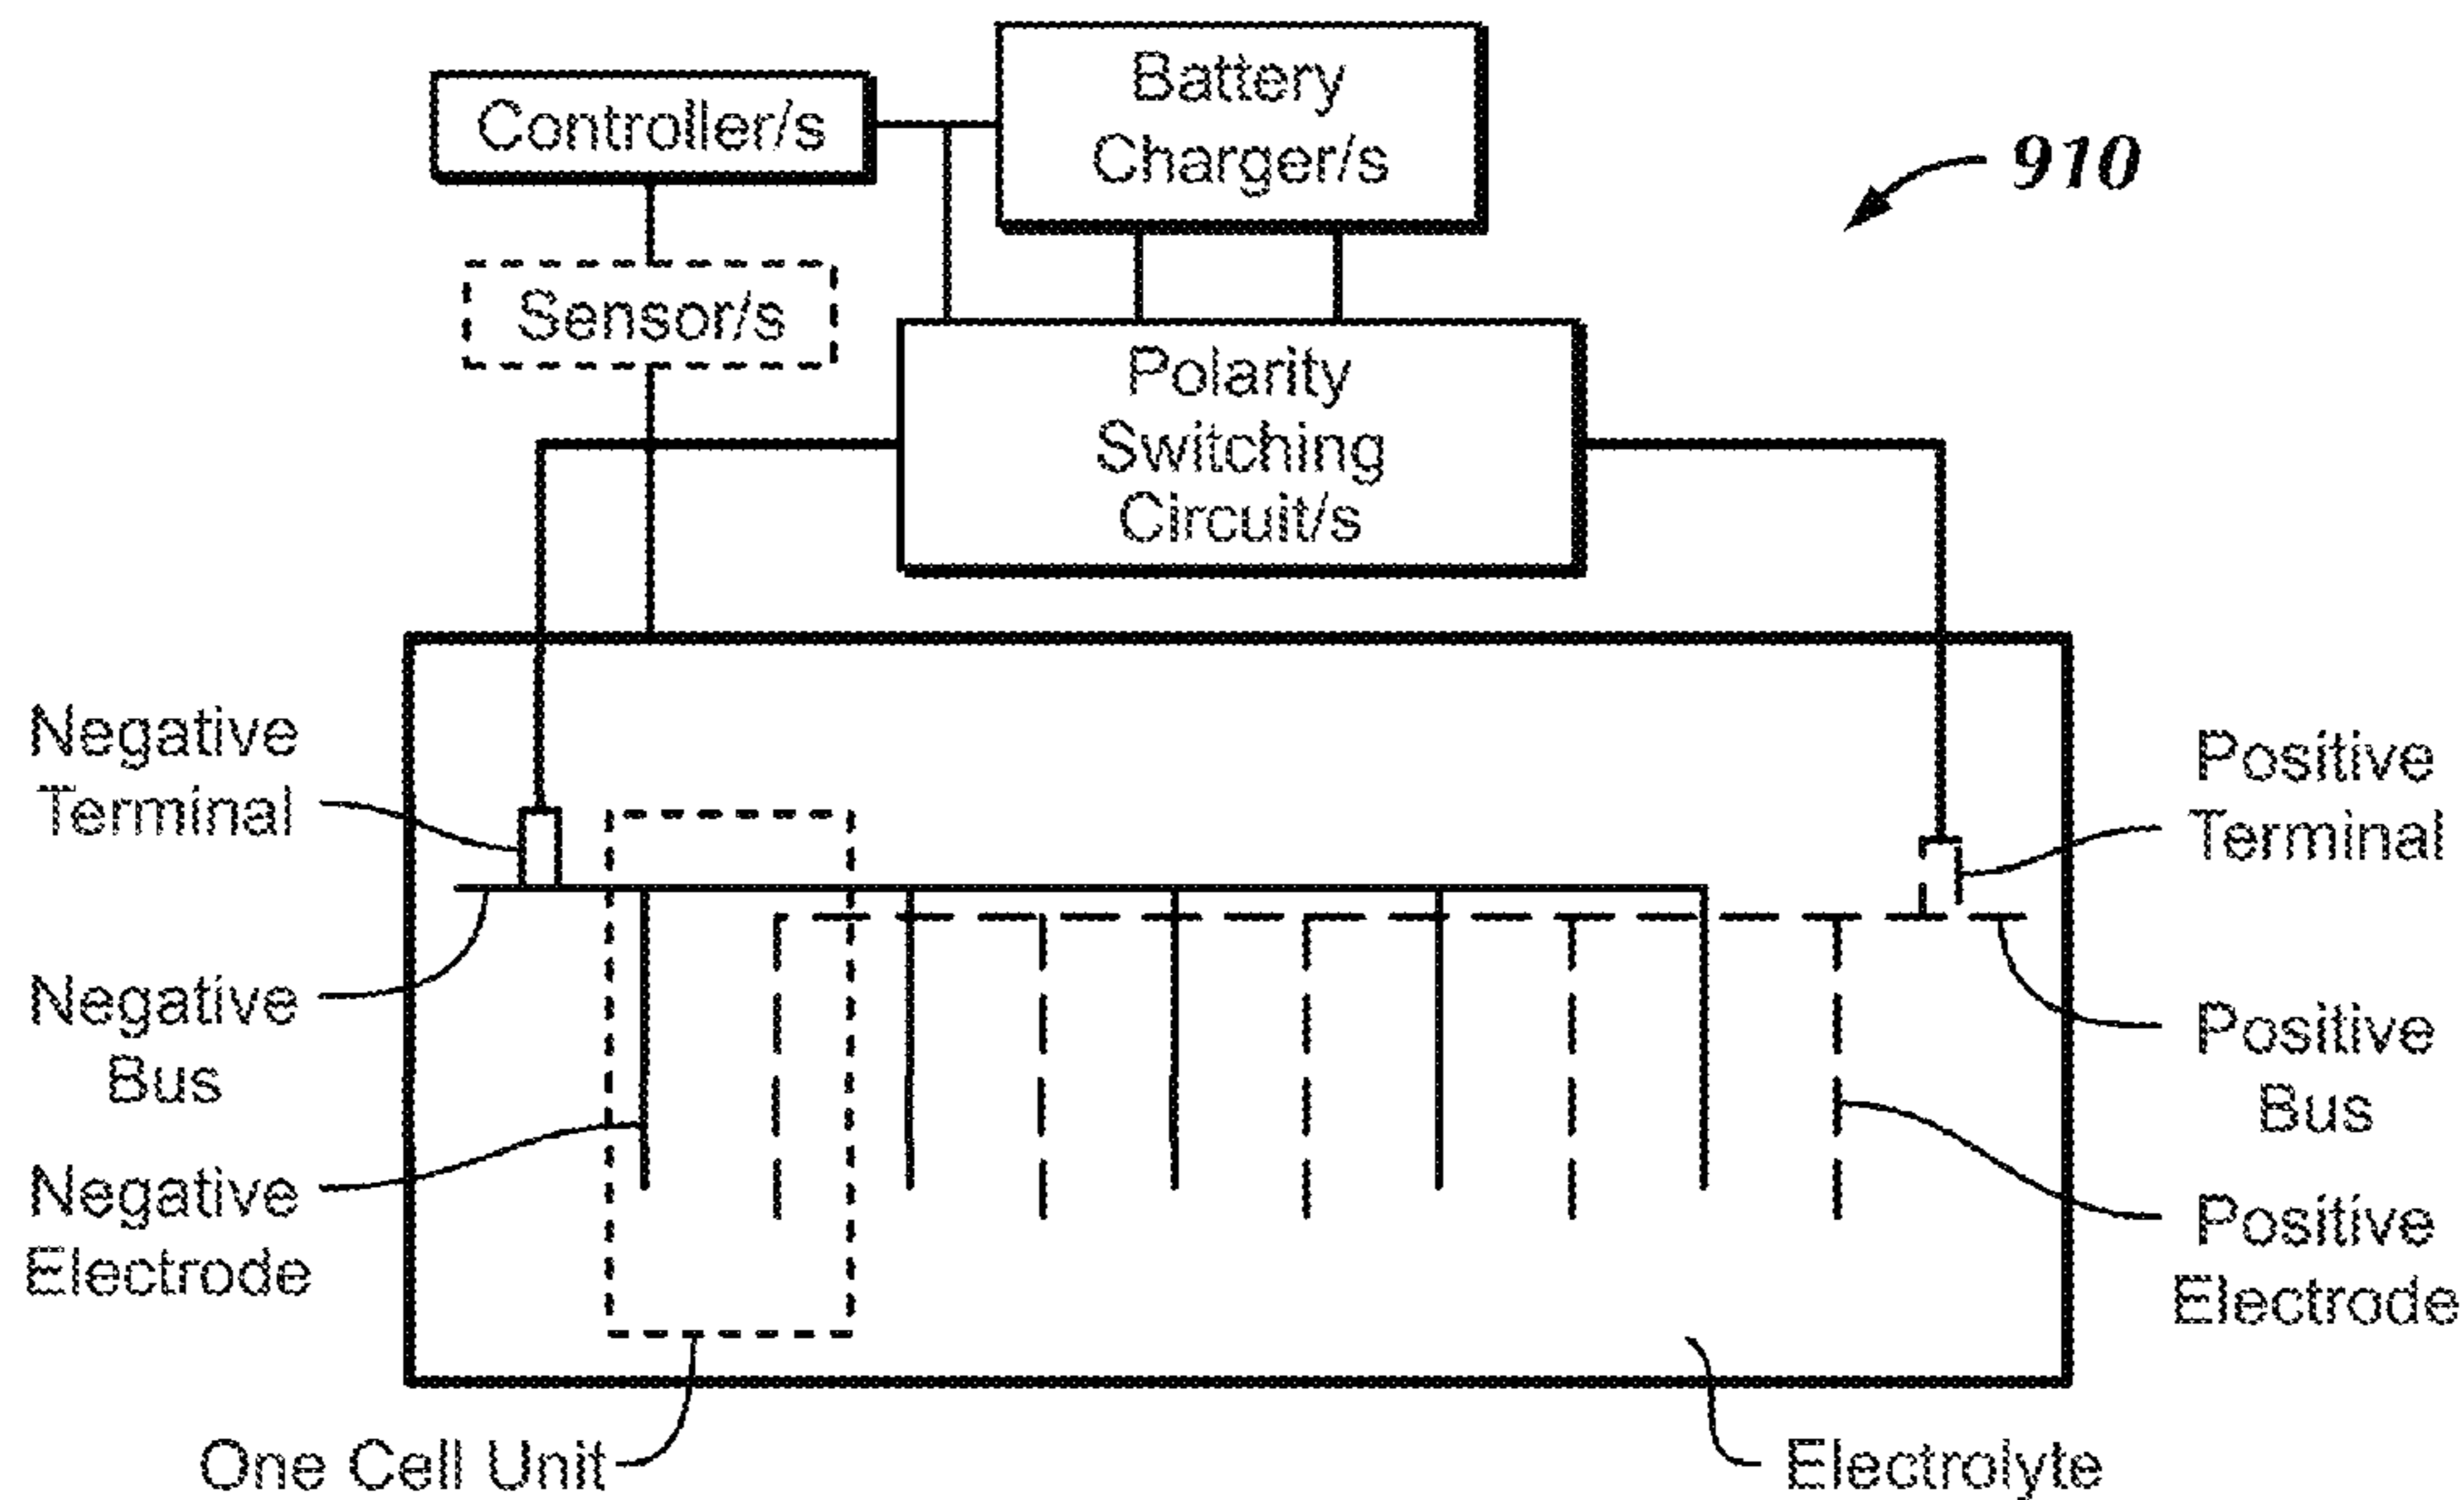 Battery
Charger/s
Controller/s
910
Sensor/s
Polarity
Switching
Circuit/s
Negative
Terminal
Positive
Terminal
Negative
Bus
Positive
Bus
Negative
Electrode
Positive
Electrode
One Cell Unit
Electrolyte